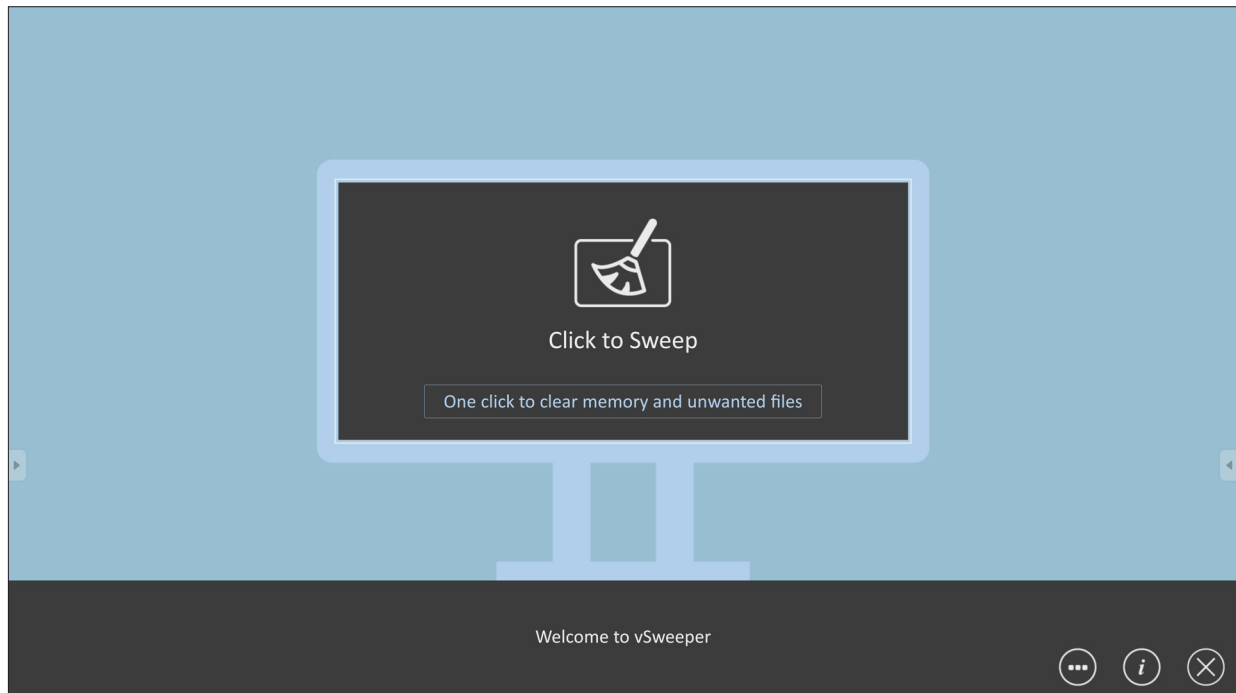 Click to Sweep
One click to clear memory and unwanted files
Welcome to vSweeper
i